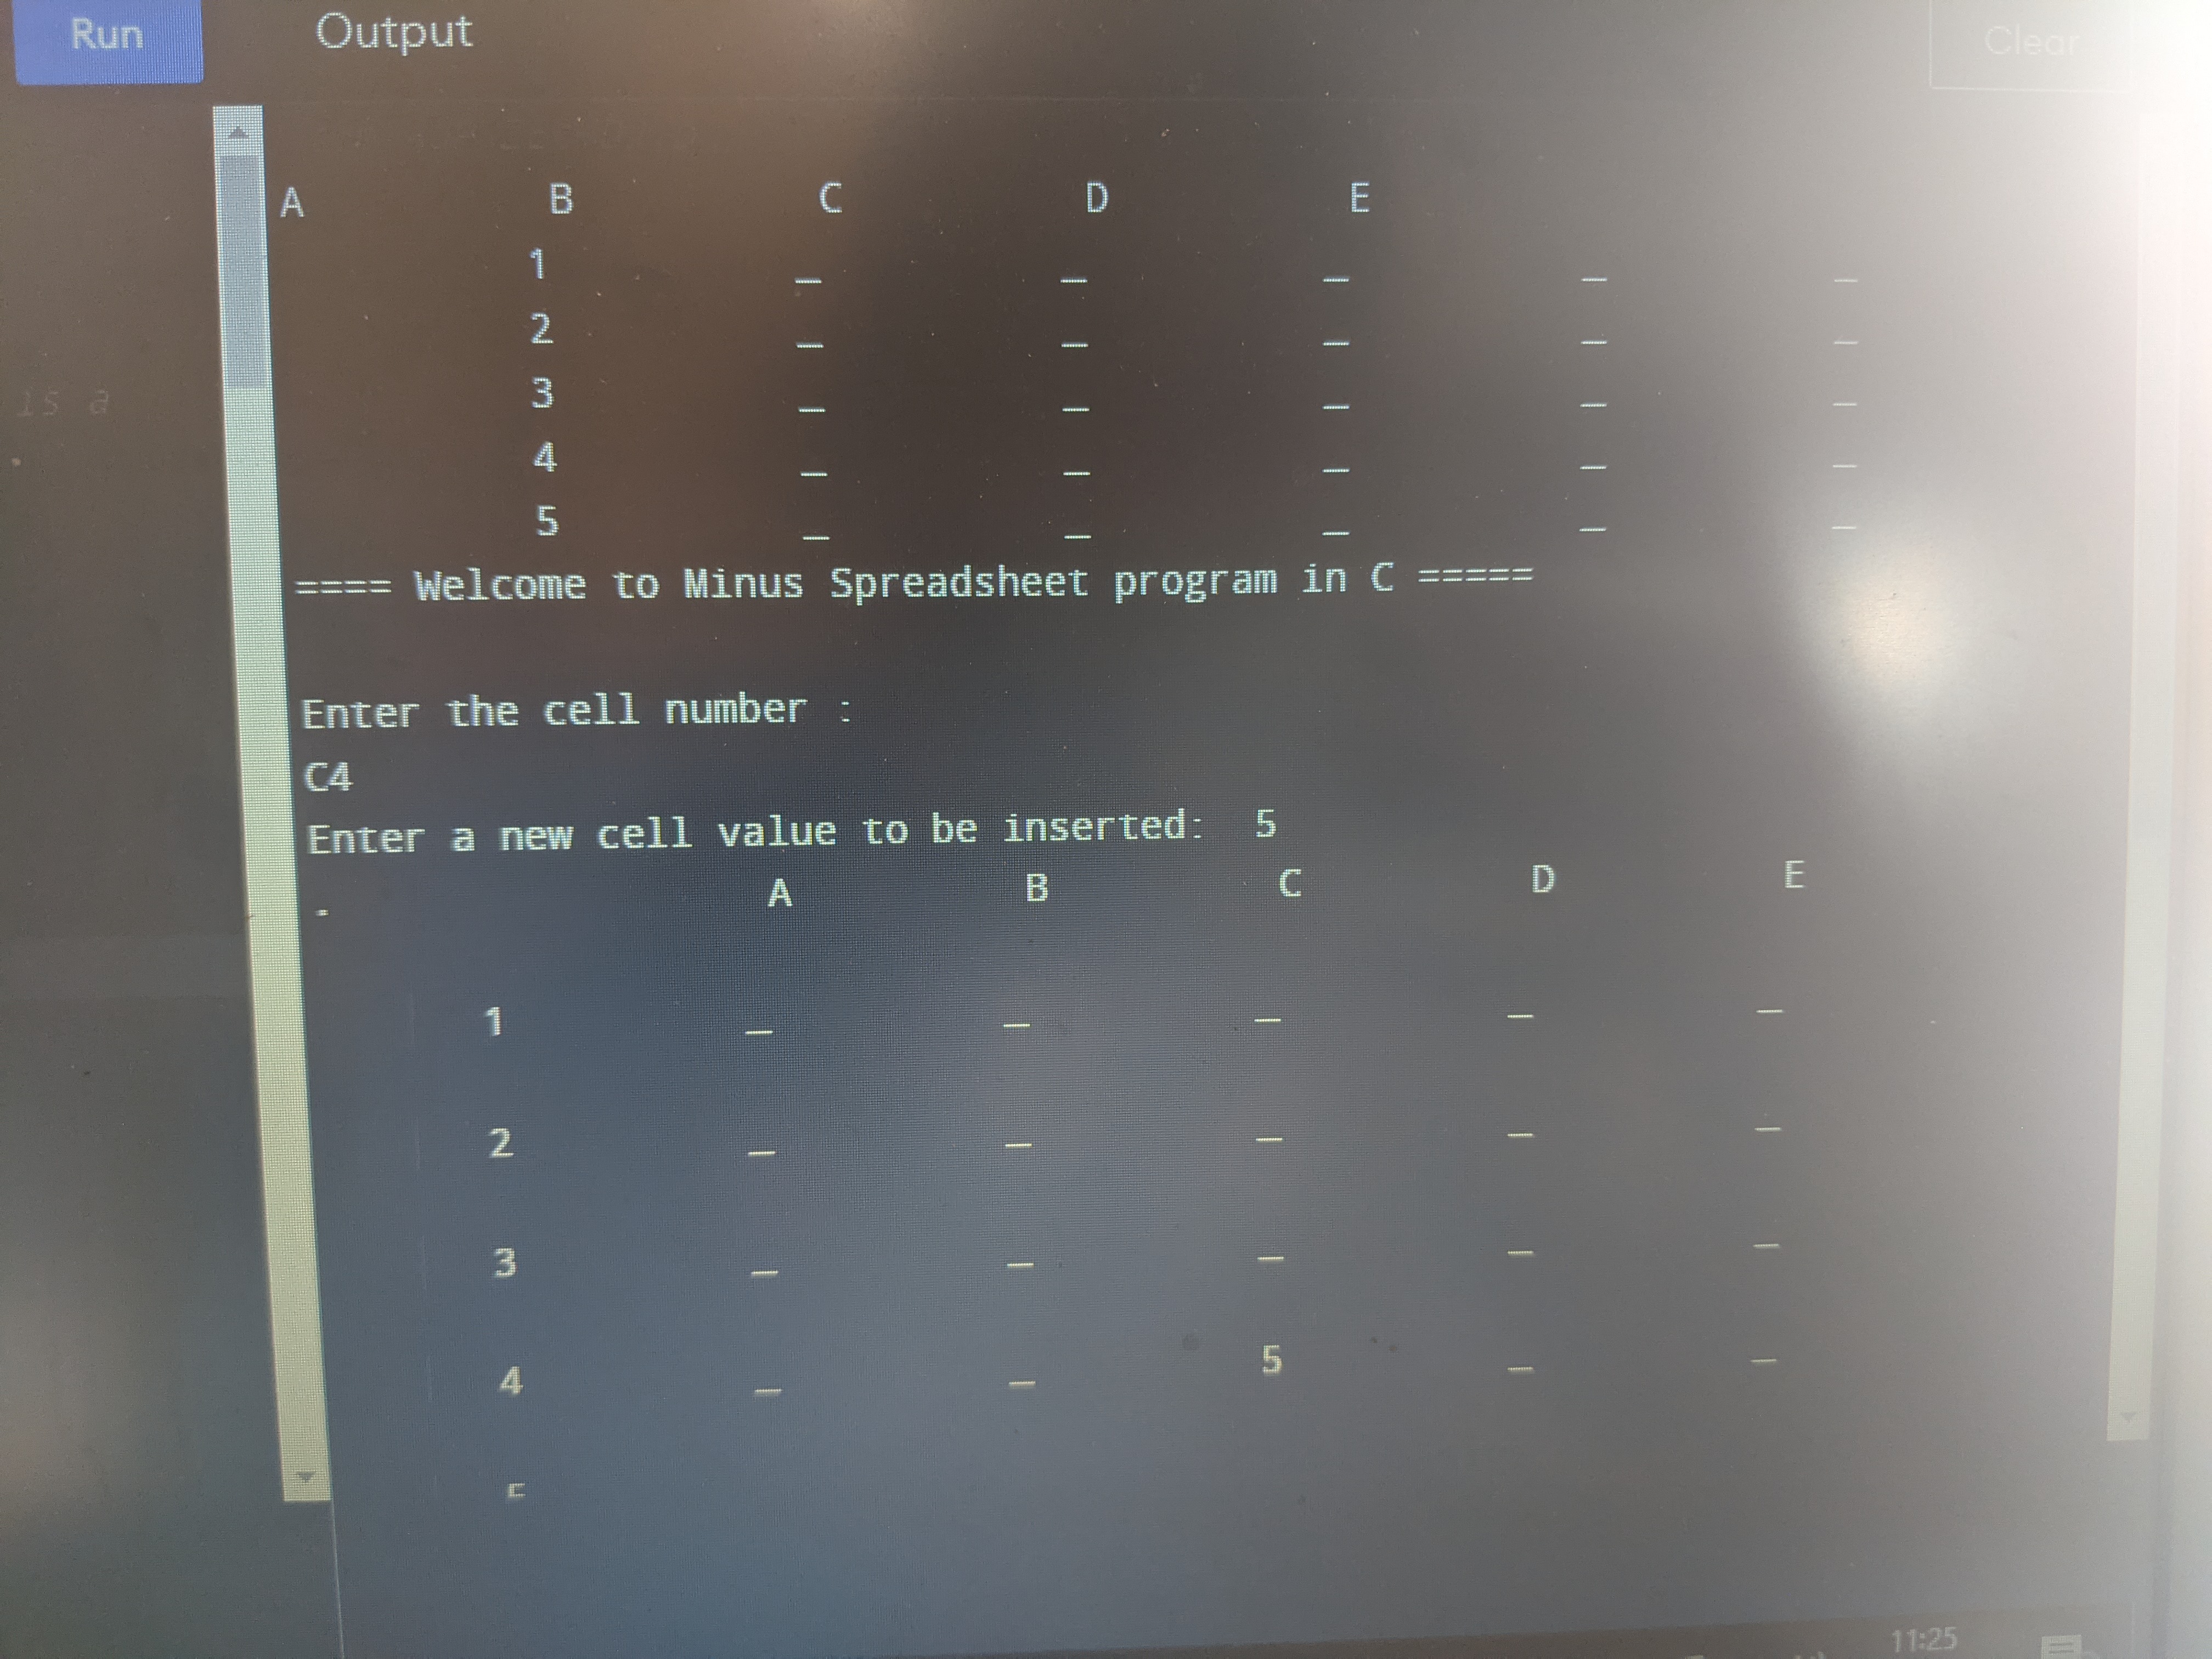 Run Output Clear
A B C D E
1 _ _ _ _ _
2 _ _ _ _ _
3 _ _ _ _ _
is a
4 _ _ _ _ _
5 _ _ _ _ _
==== Welcome to Minus Spreadsheet program in C =====
Enter the cell number :
C4
Enter a new cell value to be inserted: 5
- A B C D E
1 _ _ _ _ _
2 _ _ _ _ _
3 _ _ _ _ _
4 _ _ 5 _ _
11:25